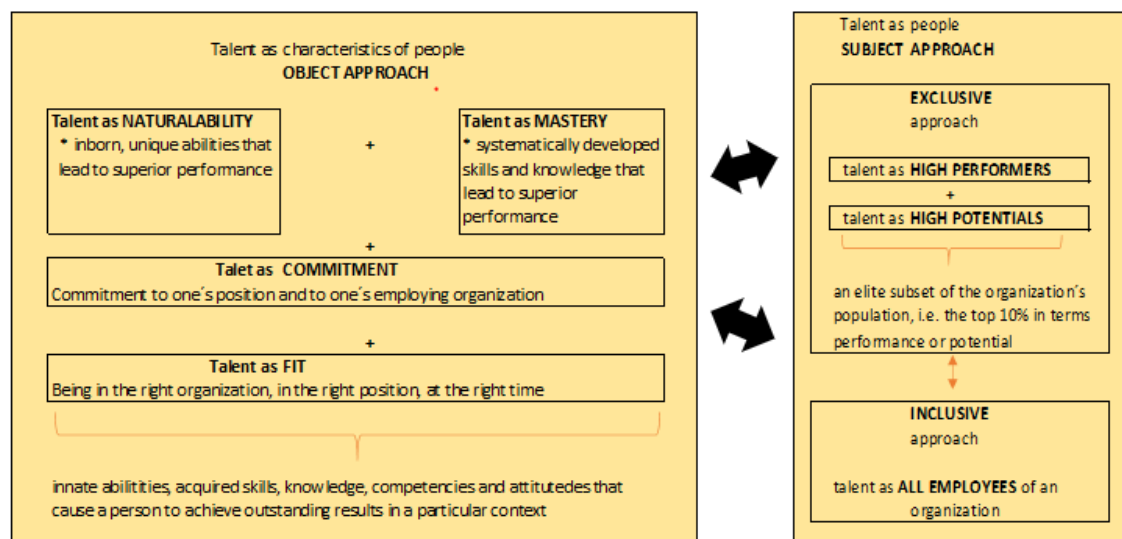 Talent as characteristics of people
OBJECT APPROACH
Talent as NATURALABILITY
* inborn, unique abilities that
lead to superior performance
+
Talent as MASTERY
* systematically developed
skills and knowledge that
lead to superior
performance
+
Talet as COMMITMENT
Commitment to one´s position and to one´s employing organization
+
Talent as FIT
Being in the right organization, in the right position, at the right time
innate abilitities, acquired skills, knowledge, competencies and attitutedes that
cause a person to achieve outstanding results in a particular context
Talent as people
SUBJECT APPROACH
EXCLUSIVE
approach
talent as HIGH PERFORMERS
+
talent as HIGH POTENTIALS
an elite subset of the organization´s
population, i.e. the top 10% in terms
performance or potential
INCLUSIVE
approach
talent as ALL EMPLOYEES of an
organization